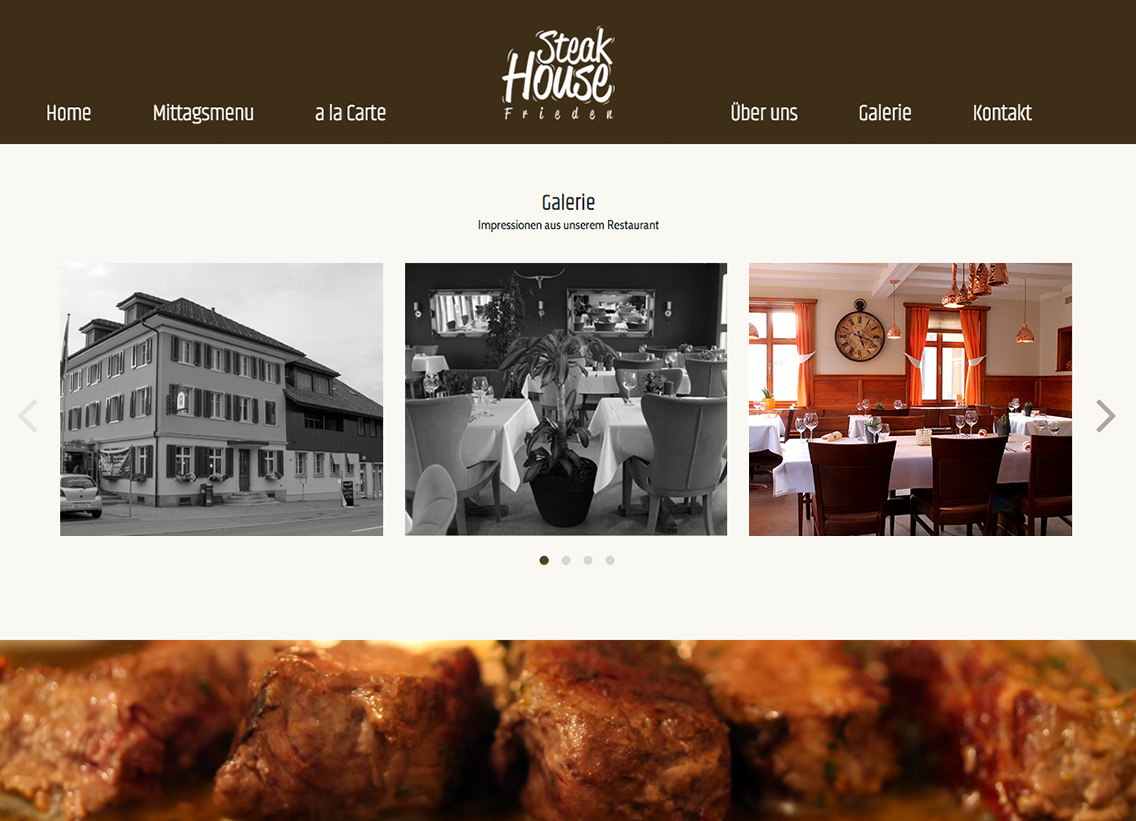 Steak
House
Frieden
Home
Mittagsmenu
a la Carte
Über uns
Galerie
Kontakt
Galerie
Impressionen aus unserem Restaurant